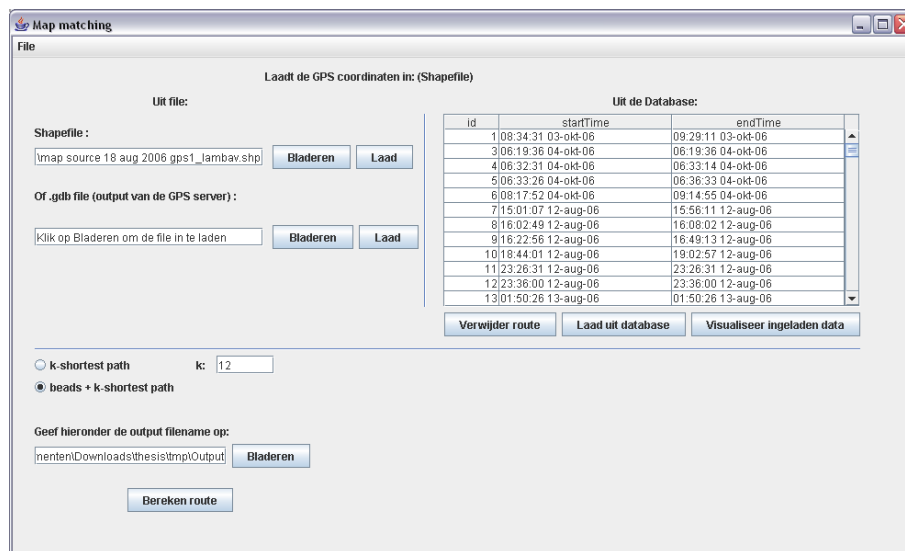 Map matching
File
Laadt de GPS coordinaten in: (Shapefile)
Uit file:
Shapefile :
\map source 18 aug 2006 gps1_lambav.shp Bladeren Laad
Of .gdb file (output van de GPS server) :
Klik op Bladeren om de file in te laden Bladeren Laad
Uit de Database:
id startTime endTime
1 08:34:31 03-okt-06 09:29:11 03-okt-06
3 06:19:36 04-okt-06 06:19:36 04-okt-06
4 06:32:31 04-okt-06 06:33:14 04-okt-06
5 06:33:26 04-okt-06 06:36:33 04-okt-06
6 08:17:52 04-okt-06 09:14:55 04-okt-06
7 15:01:07 12-aug-06 15:56:11 12-aug-06
8 16:02:49 12-aug-06 16:08:02 12-aug-06
9 16:22:56 12-aug-06 16:49:13 12-aug-06
10 18:44:01 12-aug-06 19:02:57 12-aug-06
11 23:26:31 12-aug-06 23:26:31 12-aug-06
12 23:36:00 12-aug-06 23:36:00 12-aug-06
13 01:50:26 13-aug-06 01:50:26 13-aug-06
Verwijder route Laad uit database Visualiseer ingeladen data
k-shortest path k: 12
beads + k-shortest path
Geef hieronder de output filename op:
nenten\Downloads\thesis\tmp\Output Bladeren
Bereken route